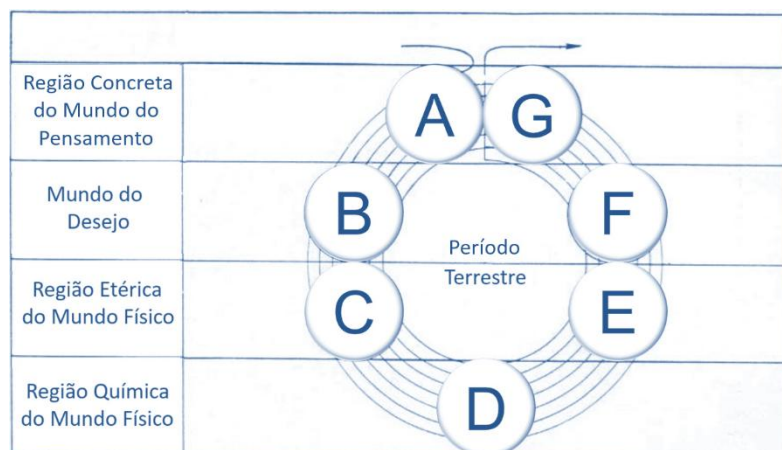 Região Concreta
do Mundo do
Pensamento
A
G
Mundo do
Desejo
B
F
Período
Terrestre
Região Etérica
do Mundo Físico
C
E
Região Química
do Mundo Físico
D